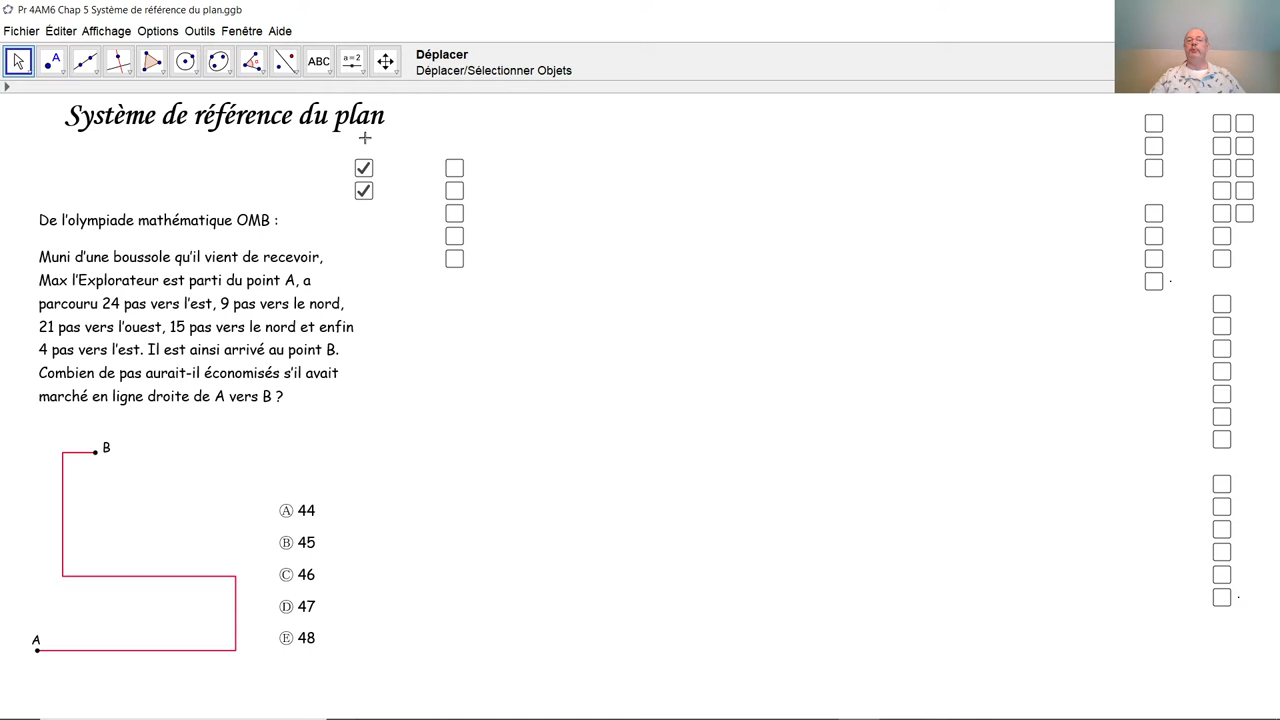 Pr 4AM6 Chap 5 Système de référence du plan.ggb
Fichier Éditer Affichage Options Outils Fenêtre Aide
A
ABC
a=2
Déplacer
Déplacer/Sélectionner Objets
Système de référence du plan
De l'olympiade mathématique OMB :
Muni d'une boussole qu'il vient de recevoir,
Max l'Explorateur est parti du point A, a
parcouru 24 pas vers l'est, 9 pas vers le nord,
21 pas vers l'ouest, 15 pas vers le nord et enfin
4 pas vers l'est. Il est ainsi arrivé au point B.
Combien de pas aurait-il économisés s'il avait
marché en ligne droite de A vers B ?
B
Ⓐ 44
Ⓑ 45
Ⓒ 46
Ⓓ 47
Ⓔ 48
A